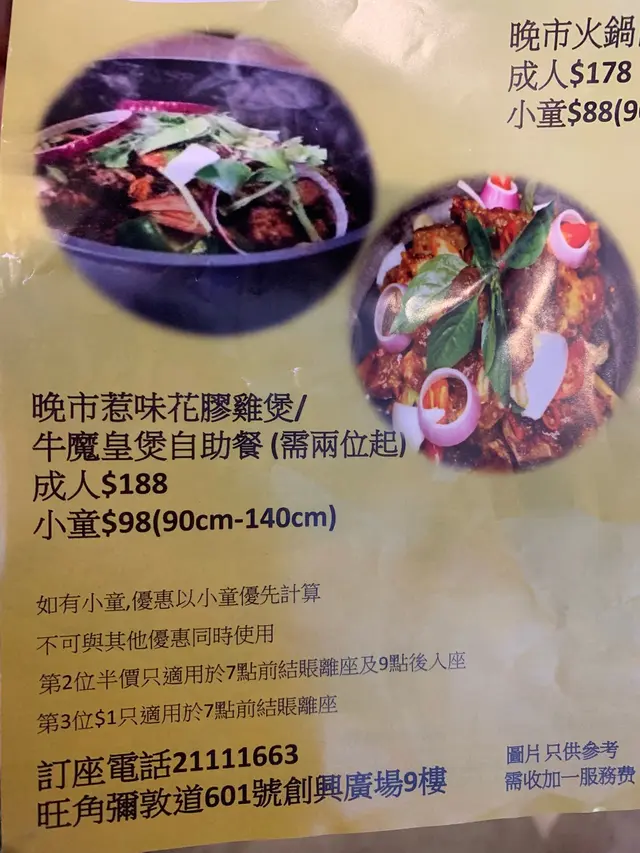 晚市火鍋
成人$178
小童$88(9
晚市惹味花膠雞煲/
牛魔皇煲自助餐 (需兩位起)
成人$188
小童$98(90cm-140cm)
如有小童,優惠以小童優先計算
不可與其他優惠同時使用
第2位半價只適用於7點前結賬離座及9點後入座
第3位$1只適用於7點前結賬離座
訂座電話21111663
旺角彌敦道601號創興廣場9樓
圖片只供參考
需收加一服務費